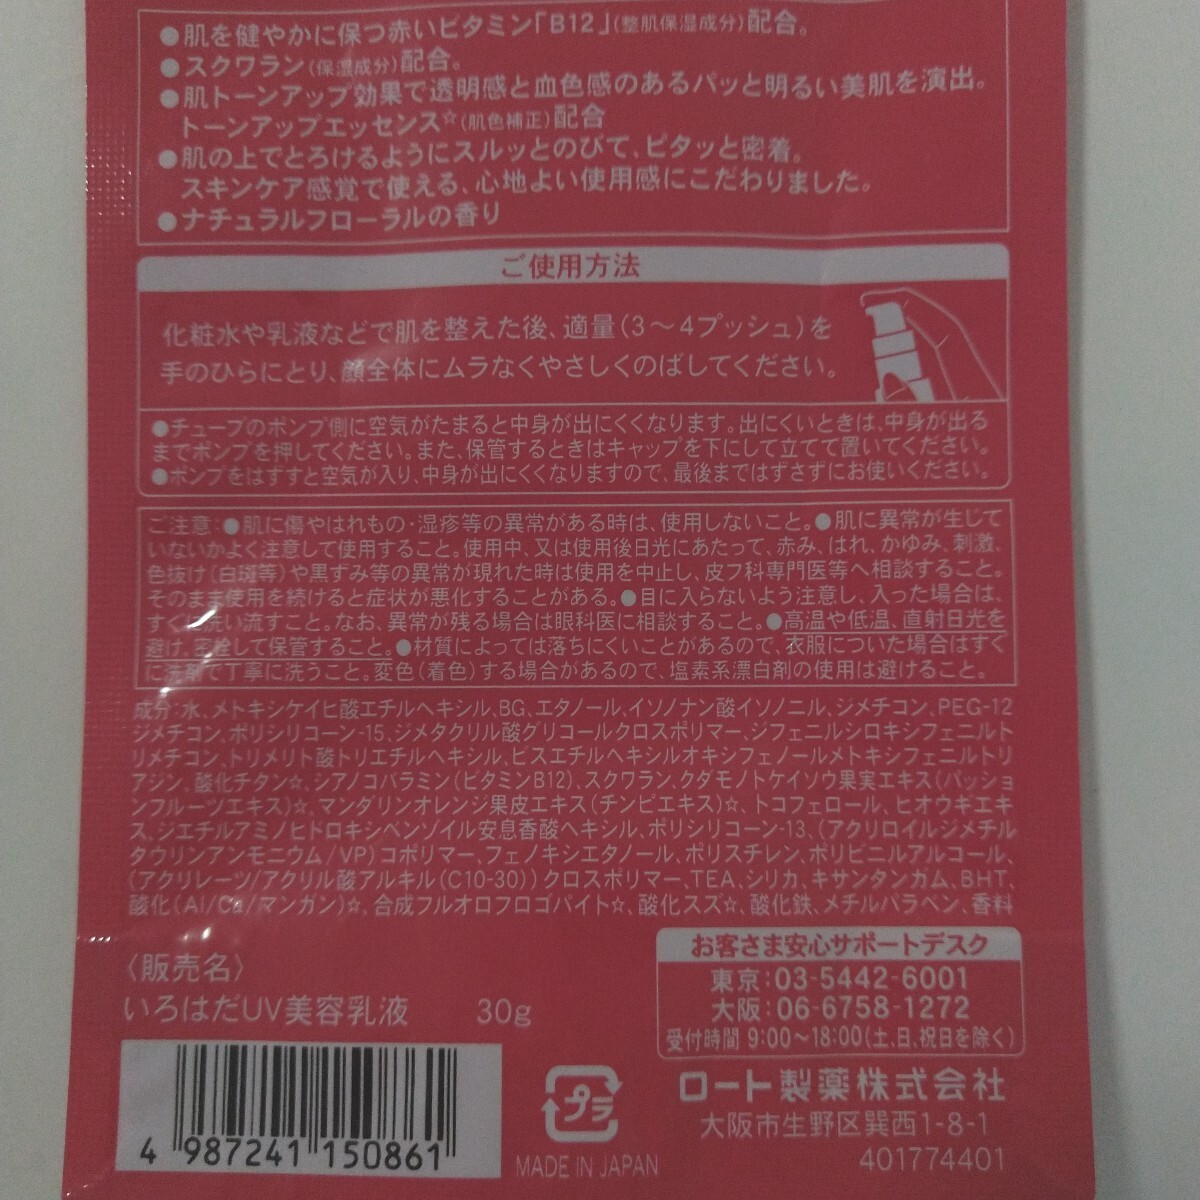 ●肌を健やかに保つ赤いビタミン「B12」(整肌保湿成分)配合。
●スクワラン(保湿成分)配合。
●肌トーンアップ効果で透明感と血色感のあるパッと明るい美肌を演出。
トーンアップエッセンス☆(肌色補正)配合
●肌の上でとろけるようにスルッとのびて、ピタッと密着。
スキンケア感覚で使える、心地よい使用感にこだわりました。
●ナチュラルフローラルの香り
ご使用方法
化粧水や乳液などで肌を整えた後、適量(3〜4プッシュ)を
手のひらにとり、顔全体にムラなくやさしくのばしてください。
●チューブのポンプ側に空気がたまると中身が出にくくなります。出にくいときは、中身が出る
までポンプを押してください。また、保管するときはキャップを下にして立てて置いてください。
●ポンプをはずすと空気が入り、中身が出にくくなりますので、最後まではずさずにお使いください。
ご注意:●肌に傷やはれもの・湿疹等の異常がある時は、使用しないこと。●肌に異常が生じて
いないかよく注意して使用すること。使用中、又は使用後日光にあたって、赤み、はれ、かゆみ、刺激、
色抜け(白斑等)や黒ずみ等の異常が現れた時は使用を中止し、皮フ科専門医等へ相談すること。
そのまま使用を続けると症状が悪化することがある。●目に入らないよう注意し、入った場合は、
すぐに洗い流すこと。なお、異常が残る場合は眼科医に相談すること。●高温や低温、直射日光を
避け、密栓して保管すること。●材質によっては落ちにくいことがあるので、衣服についた場合はすぐ
に洗剤で丁寧に洗うこと。変色(着色)する場合があるので、塩素系漂白剤の使用は避けること。
成分:水、メトキシケイヒ酸エチルヘキシル、BG、エタノール、イソノナン酸イソノニル、ジメチコン、PEG-12
ジメチコン、ポリシリコーン-15、ジメタクリル酸グリコールクロスポリマー、ジフェニルシロキシフェニルト
リメチコン、トリメリト酸トリエチルヘキシル、ビスエチルヘキシルオキシフェノールメトキシフェニルトリ
アジン、酸化チタン☆、シアノコバラミン(ビタミンB12)、スクワラン、クダモノトケイソウ果実エキス(パッショ
ンフルーツエキス)☆、マンダリンオレンジ果皮エキス(チンピエキス)☆、トコフェロール、ヒオウギエキ
ス、ジエチルアミノヒドロキシベンゾイル安息香酸ヘキシル、ポリシリコーン-13、(アクリロイルジメチル
タウリンアンモニウム/VP)コポリマー、フェノキシエタノール、ポリスチレン、ポリビニルアルコール、
(アクリレーツ/アクリル酸アルキル(C10-30))クロスポリマー、TEA、シリカ、キサンタンガム、BHT、
酸化(Al/Ca/マンガン)☆、合成フルオロフロゴパイト☆、酸化スズ☆、酸化鉄、メチルパラベン、香料
〈販売名〉
いろはだUV美容乳液 30g
お客さま安心サポートデスク
東京:03-5442-6001
大阪:06-6758-1272
受付時間 9:00〜18:00(土、日、祝日を除く)
4 987241 150861
プラ
MADE IN JAPAN
ロート製薬株式会社
大阪市生野区巽西1-8-1
401774401